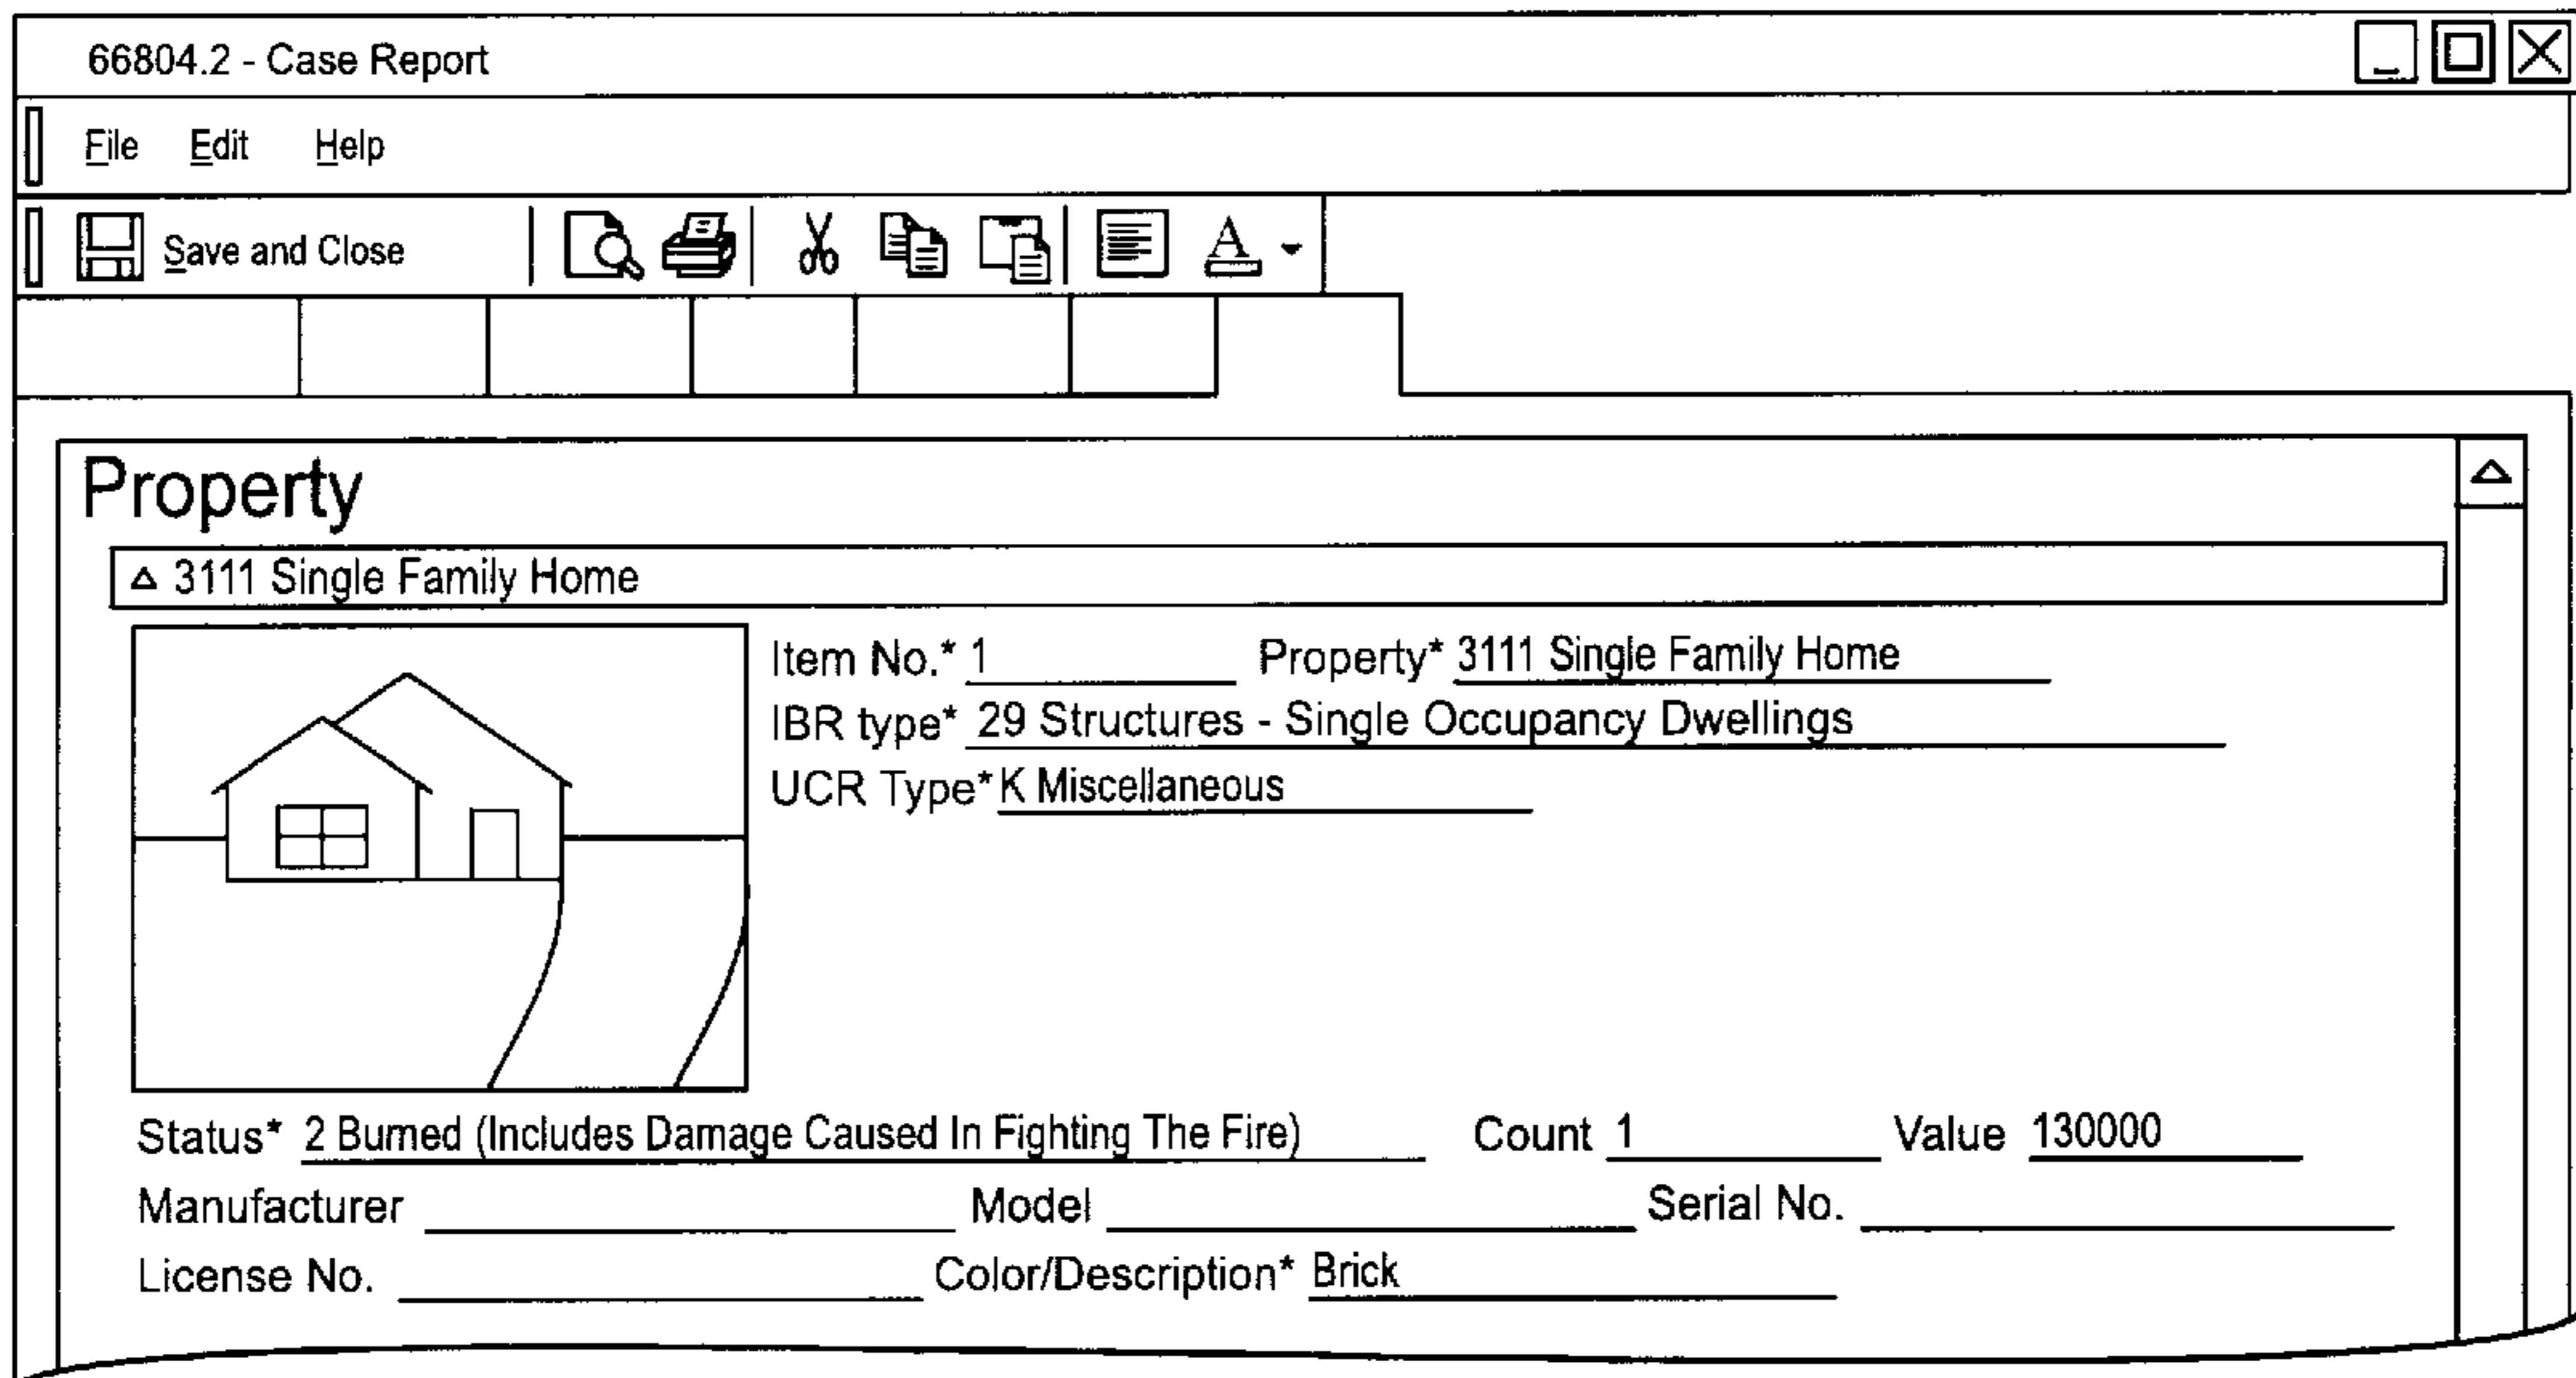 66804.2 - Case Report
File Edit Help
Save and Close A
Property
3111 Single Family Home
Item No.* 1 Property* 3111 Single Family Home
IBR type* 29 Structures - Single Occupancy Dwellings
UCR Type* K Miscellaneous
Status* 2 Burned (Includes Damage Caused In Fighting The Fire) Count 1 Value 130000
Manufacturer Model Serial No.
License No. Color/Description* Brick